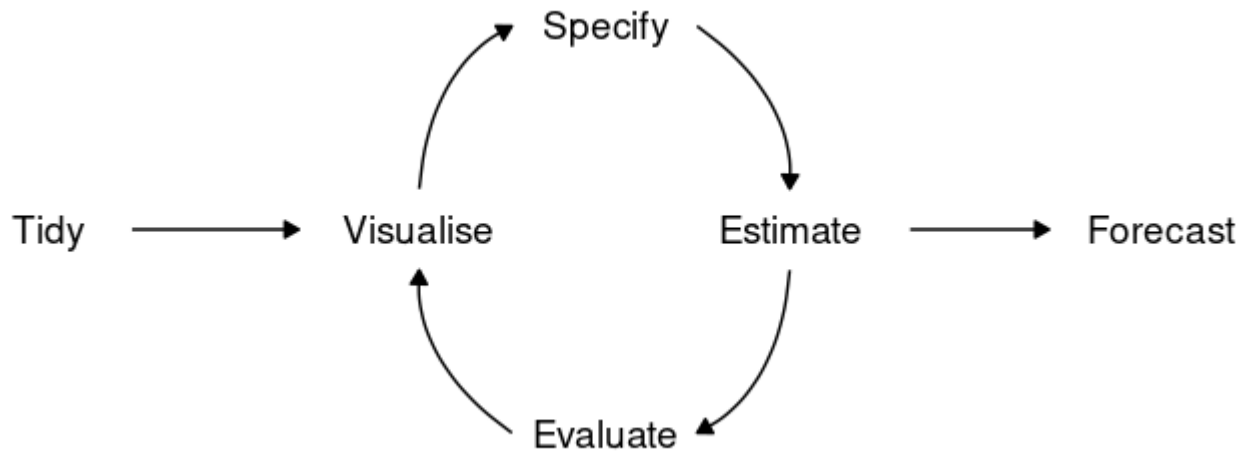 Specify
Tidy
Visualise
Estimate
Forecast
Evaluate